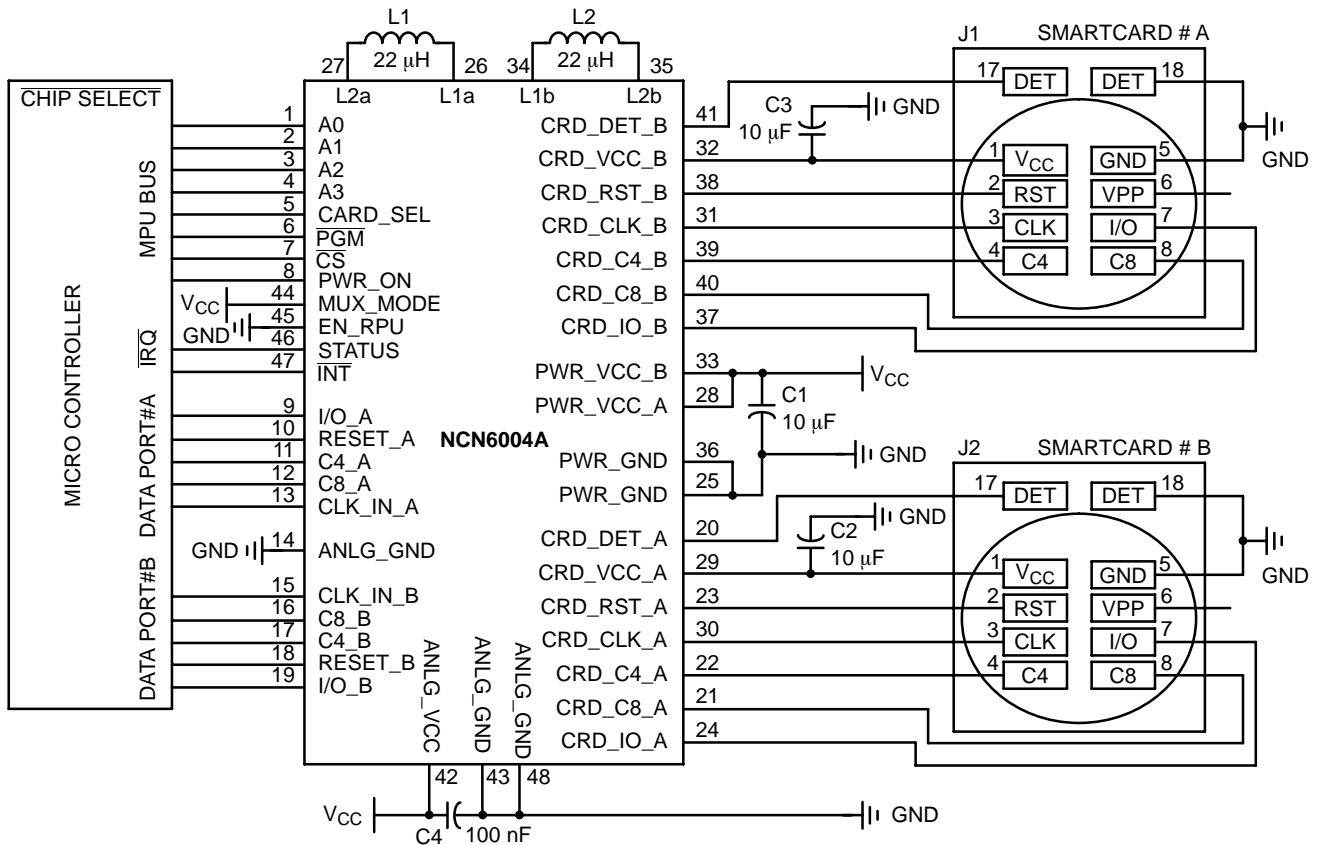 L1
22 μH
L2
22 μH
27
26
34
35
L2a
L1a
L1b
L2b
CHIP SELECT
MPU BUS
MICRO CONTROLLER
IRQ
DATA PORT#A
DATA PORT#B
1 A0
2 A1
3 A2
4 A3
5 CARD_SEL
6 PGM
7 CS
8 PWR_ON
VCC 44 MUX_MODE
GND 45 EN_RPU
46 STATUS
47 INT
9 I/O_A
10 RESET_A
11 C4_A
12 C8_A
13 CLK_IN_A
GND 14 ANLG_GND
15 CLK_IN_B
16 C8_B
17 C4_B
18 RESET_B
19 I/O_B
NCN6004A
CRD_DET_B 41
CRD_VCC_B 32
CRD_RST_B 38
CRD_CLK_B 31
CRD_C4_B 39
CRD_C8_B 40
CRD_IO_B 37
PWR_VCC_B 33
PWR_VCC_A 28
PWR_GND 36
PWR_GND 25
CRD_DET_A 20
CRD_VCC_A 29
CRD_RST_A 23
CRD_CLK_A 30
CRD_C4_A 22
CRD_C8_A 21
CRD_IO_A 24
ANLG_VCC
ANLG_GND
ANLG_GND
42
43
48
VCC
C4
100 nF
GND
C3
10 μF
GND
VCC
C1
10 μF
GND
C2
10 μF
GND
J1
SMARTCARD # A
17 DET
DET 18
1 VCC
GND 5
2 RST
VPP 6
3 CLK
I/O 7
4 C4
C8 8
GND
J2
SMARTCARD # B
17 DET
DET 18
1 VCC
GND 5
2 RST
VPP 6
3 CLK
I/O 7
4 C4
C8 8
GND